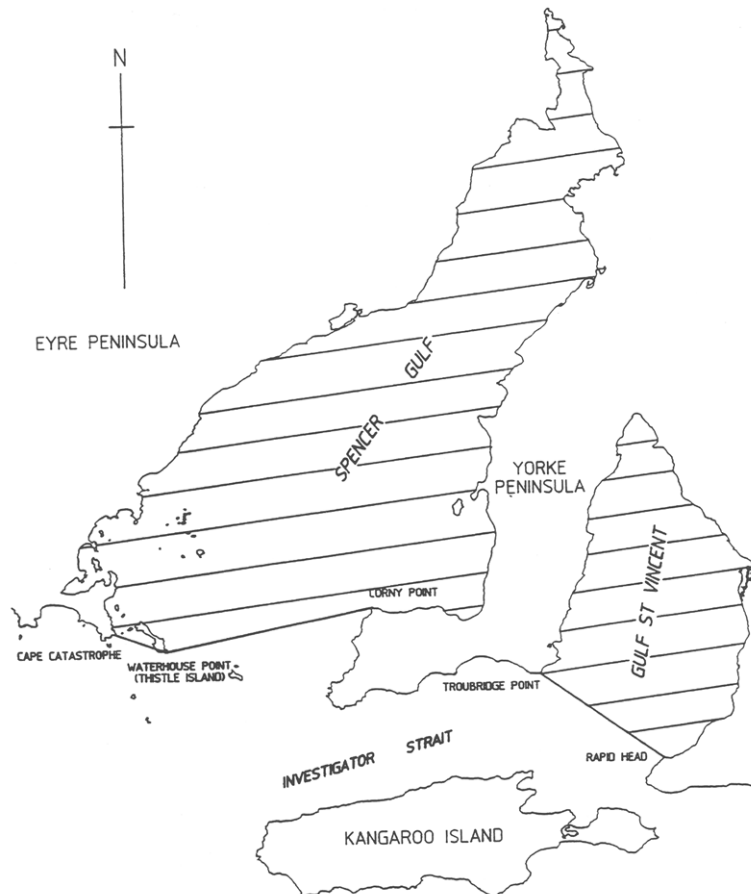 N
EYRE PENINSULA
SPENCER GULF
YORKE
PENINSULA
GULF ST VINCENT
CORNY POINT
CAPE CATASTROPHE
WATERHOUSE POINT
(THISTLE ISLAND)
TROUBRIDGE POINT
RAPID HEAD
INVESTIGATOR STRAIT
KANGAROO ISLAND